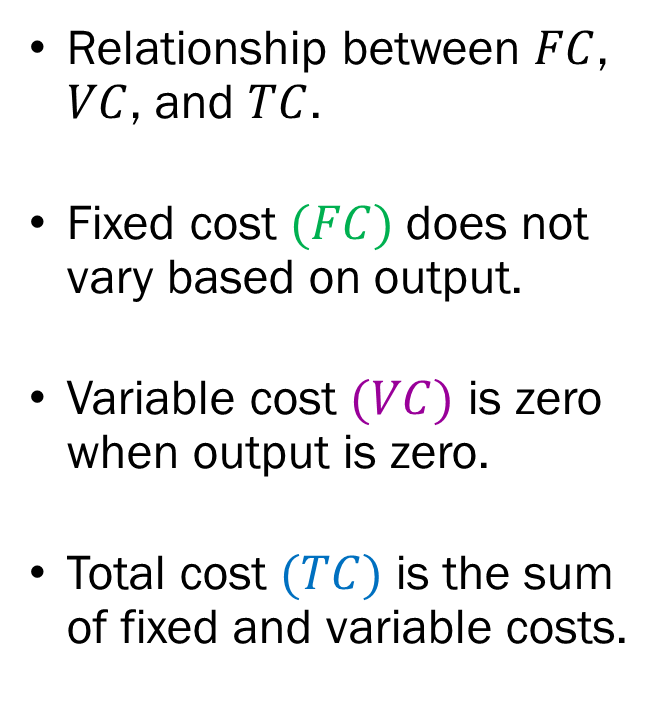 • Relationship between FC,
VC, and TC.
• Fixed cost (FC) does not
vary based on output.
• Variable cost (VC) is zero
when output is zero.
• Total cost (TC) is the sum
of fixed and variable costs.